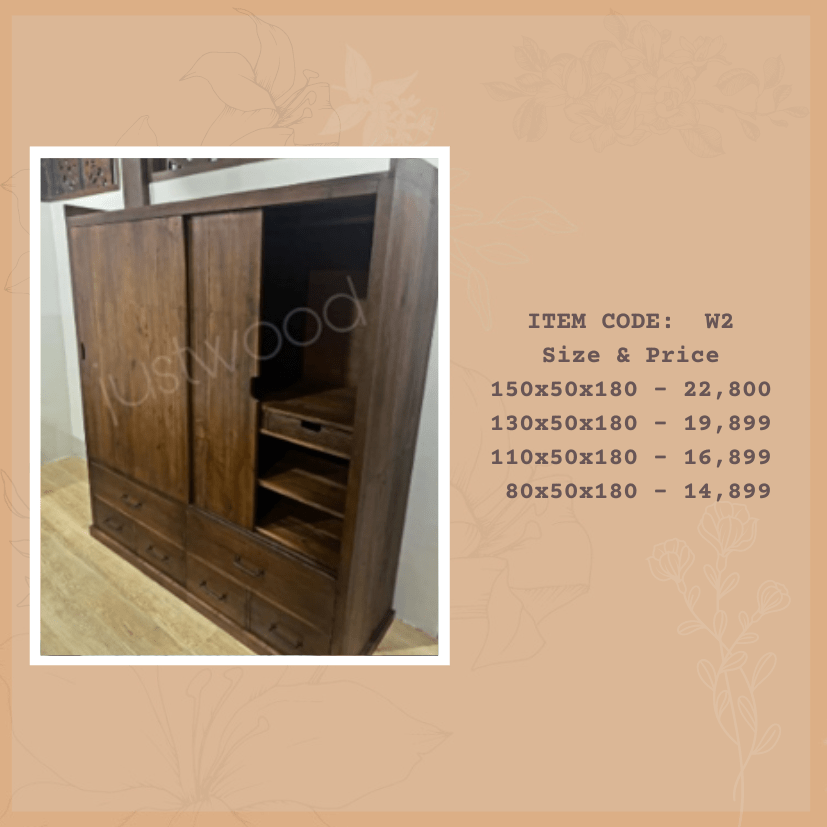 justwood
ITEM CODE: W2
Size & Price
150x50x180 - 22,800
130x50x180 - 19,899
110x50x180 - 16,899
80x50x180 - 14,899